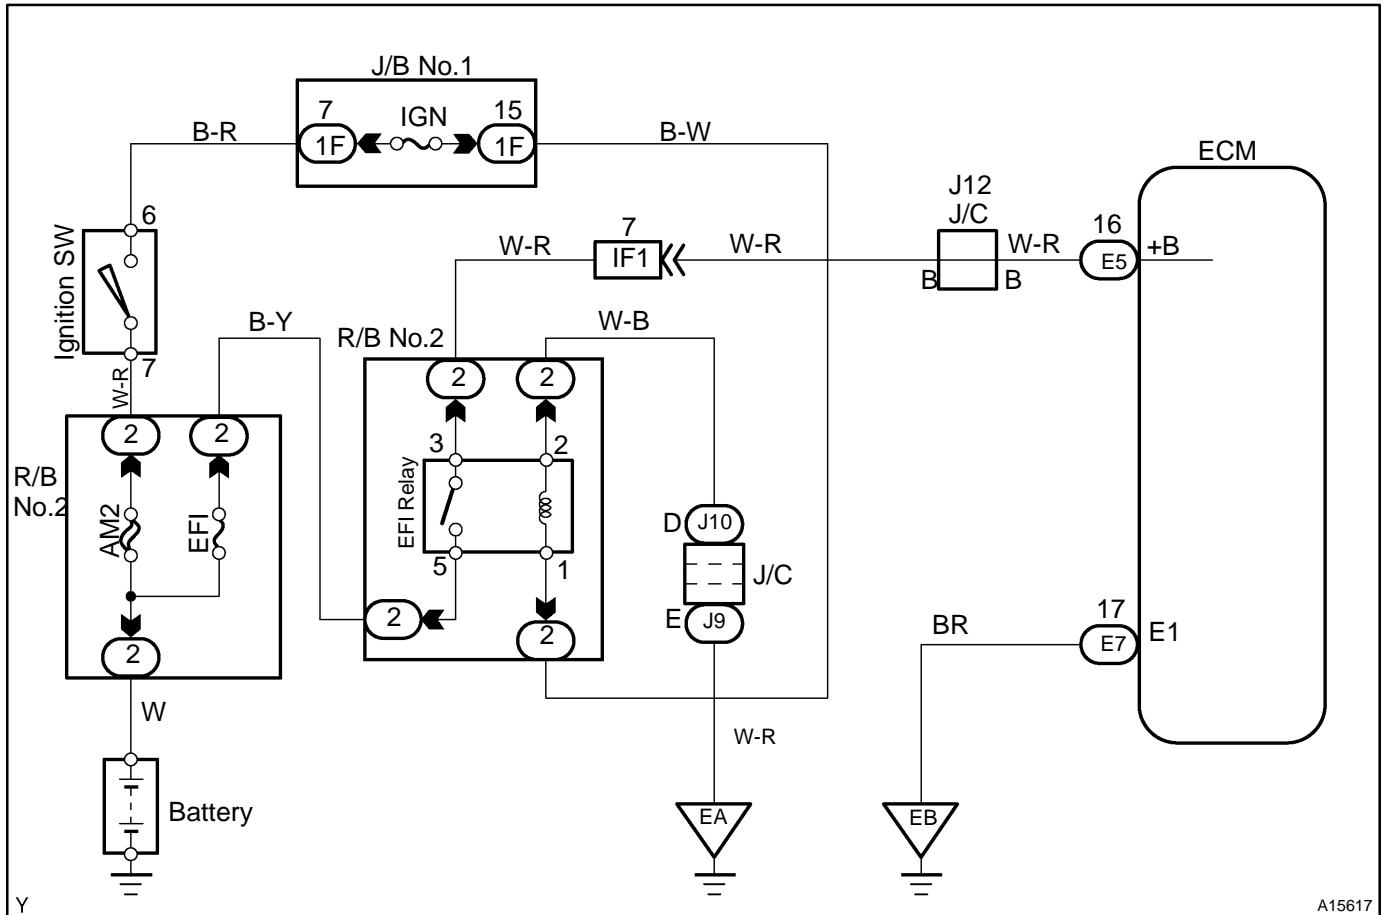 J/B No.1
7
IGN
15
B-R
1F
1F
B-W
ECM
J12
J/C
6
7
16
W-R
IF1
W-R
W-R
E5
+B
B
B
Ignition SW
B-Y
R/B No.2
W-B
7
W-R
2
2
2
2
3
2
R/B
No.2
AM2
EFI
EFI Relay
D
J10
5
1
J/C
2
E
J9
17
BR
E7
E1
2
2
W
W-R
Battery
EA
EB
Y
A15617